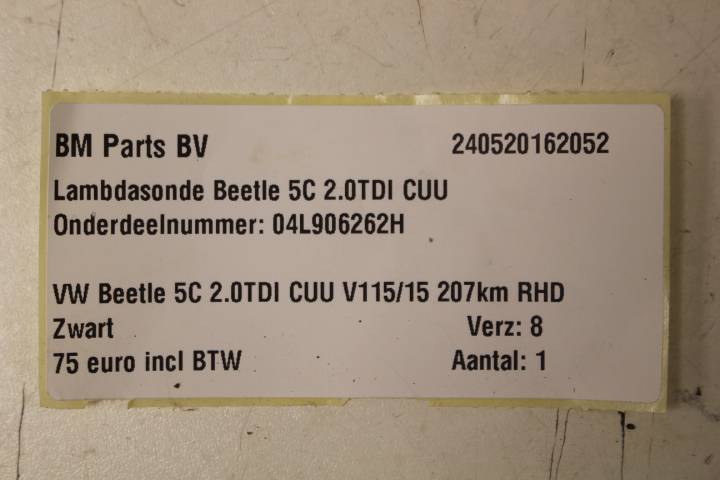 BM Parts BV 240520162052
Lambdasonde Beetle 5C 2.0TDI CUU
Onderdeelnummer: 04L906262H
VW Beetle 5C 2.0TDI CUU V115/15 207km RHD
Zwart Verz: 8
75 euro incl BTW Aantal: 1